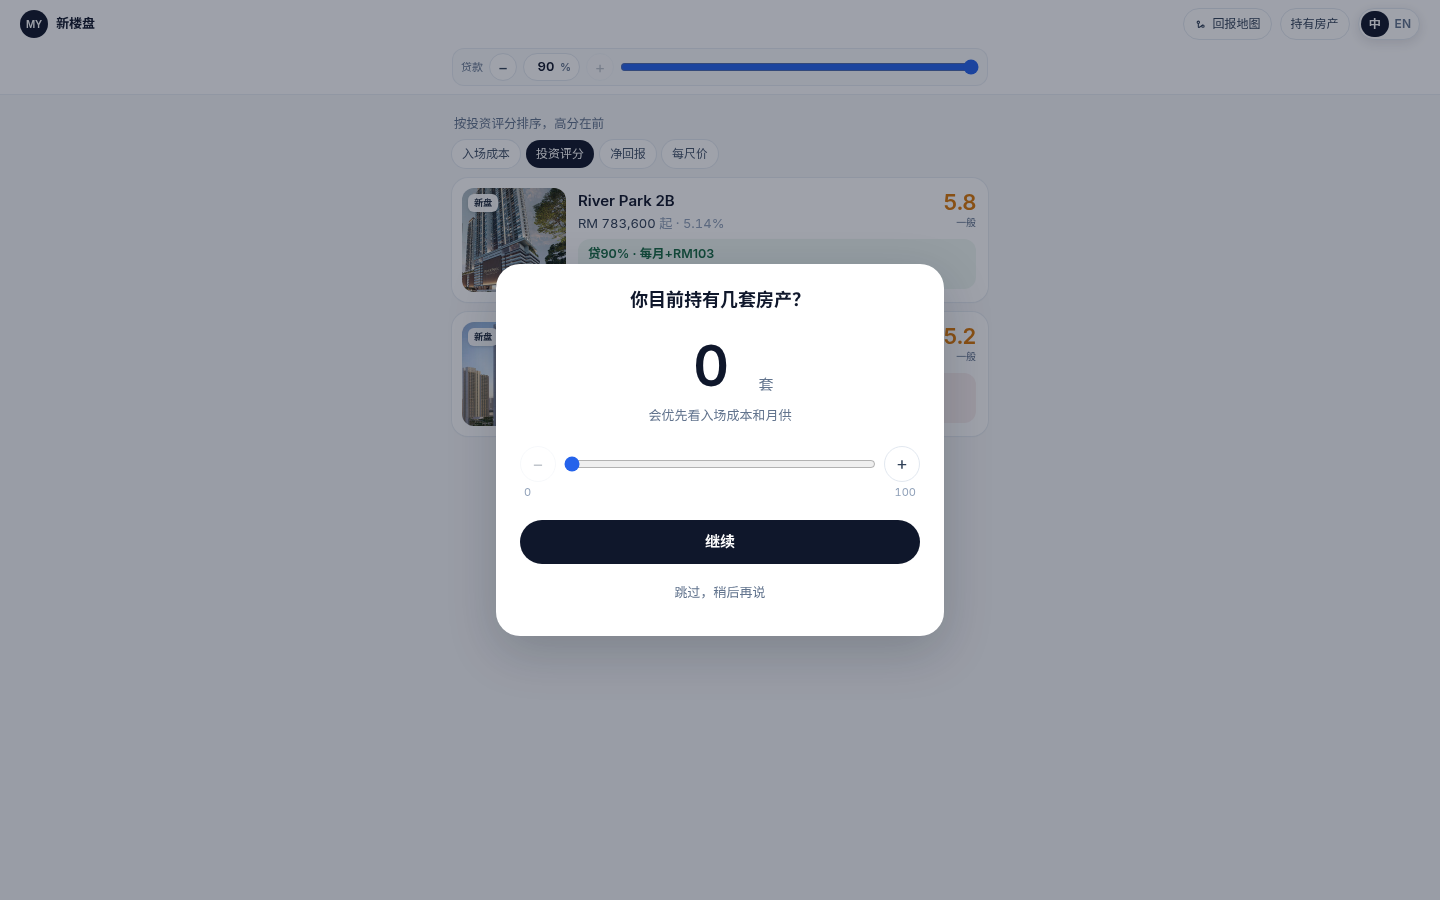 MY 新楼盘
回报地图 持有房产 中 EN
贷款 − 90 % +
按投资评分排序，高分在前
入场成本 投资评分 净回报 每尺价
新盘
River Park 2B
5.8
RM 783,600 起 · 5.14%
一般
贷90% · 每月+RM103
新盘
5.2
一般
你目前持有几套房产？
0 套
会优先看入场成本和月供
− +
0 100
继续
跳过，稍后再说